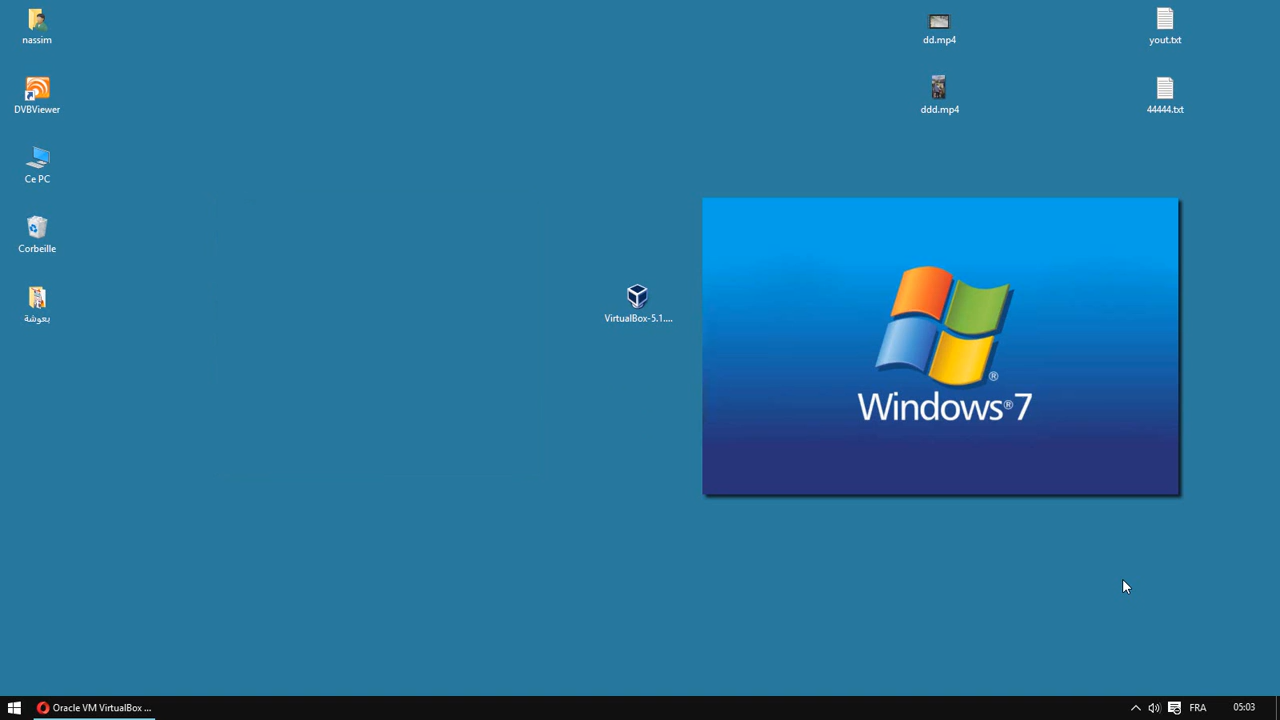 nassim
DVBViewer
Ce PC
Corbeille
بعوشة
dd.mp4
ddd.mp4
yout.txt
44444.txt
VirtualBox-5.1....
Windows®7
®
Oracle VM VirtualBox ...
FRA
05:03